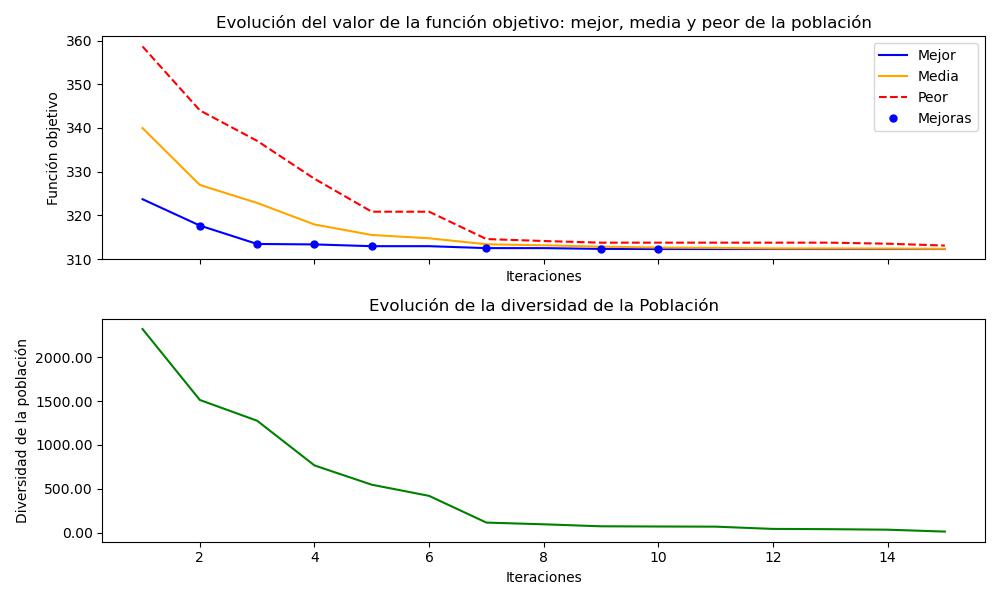 Evolución del valor de la función objetivo: mejor, media y peor de la población
360
350
340
330
320
310
Función objetivo
Mejor
Media
Peor
Mejoras
Iteraciones
Evolución de la diversidad de la Población
2000.00
1500.00
1000.00
500.00
0.00
Diversidad de la población
2 4 6 8 10 12 14
Iteraciones